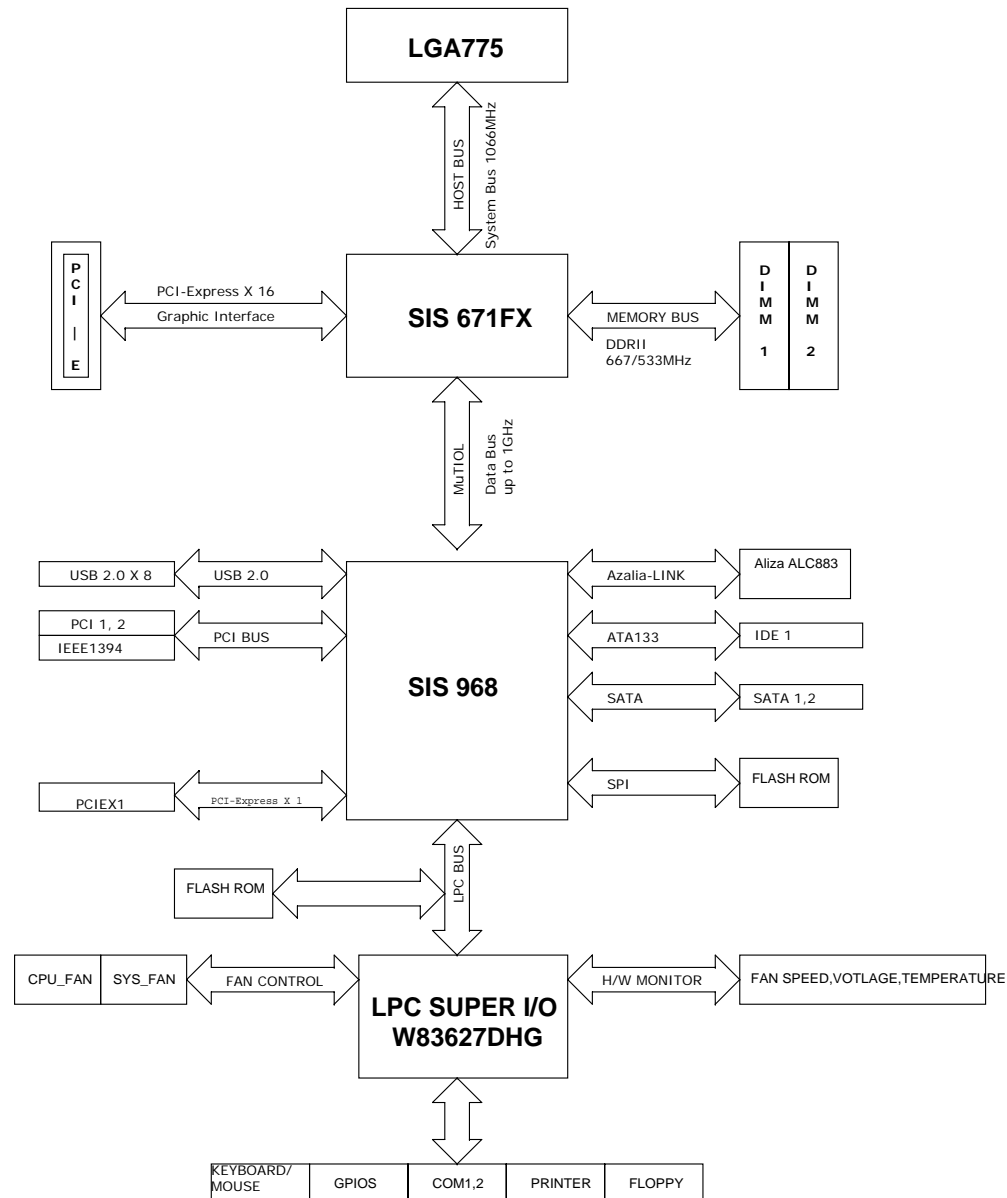 LGA775
HOST BUS
System Bus 1066MHz
PCI | E
PCI-Express X 16
Graphic Interface
SIS 671FX
MEMORY BUS
DDRII
667/533MHz
DIMM 1
DIMM 2
MuTIOL
Data Bus
up to 1GHz
USB 2.0 X 8
USB 2.0
Azalia-LINK
Aliza ALC883
PCI 1, 2
IEEE1394
PCI BUS
ATA133
IDE 1
SIS 968
SATA
SATA 1,2
PCIEX1
PCI-Express X 1
SPI
FLASH ROM
LPC BUS
FLASH ROM
CPU_FAN
SYS_FAN
FAN CONTROL
LPC SUPER I/O
W83627DHG
H/W MONITOR
FAN SPEED,VOTLAGE,TEMPERATURE
KEYBOARD/
MOUSE
GPIOS
COM1,2
PRINTER
FLOPPY